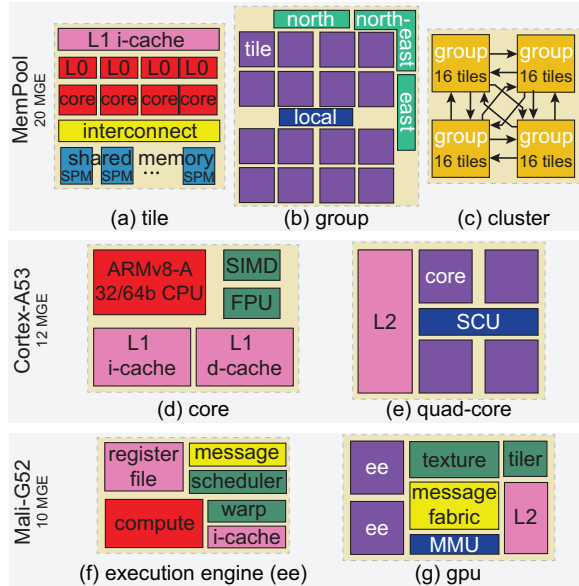 MemPool
20 MGE
L1 i-cache
L0 L0 L0 L0
core core core core
interconnect
shared memory
SPM SPM ... SPM
(a) tile
north north-
east
tile
east
local
(b) group
group group
16 tiles 16 tiles
group group
16 tiles 16 tiles
(c) cluster
Cortex-A53
12 MGE
ARMv8-A
32/64b CPU
SIMD
FPU
L1
i-cache
L1
d-cache
(d) core
L2
core
SCU
(e) quad-core
Mali-G52
10 MGE
register
file
message
scheduler
compute
warp
i-cache
(f) execution engine (ee)
ee
ee
texture
tiler
message
fabric
L2
MMU
(g) gpu